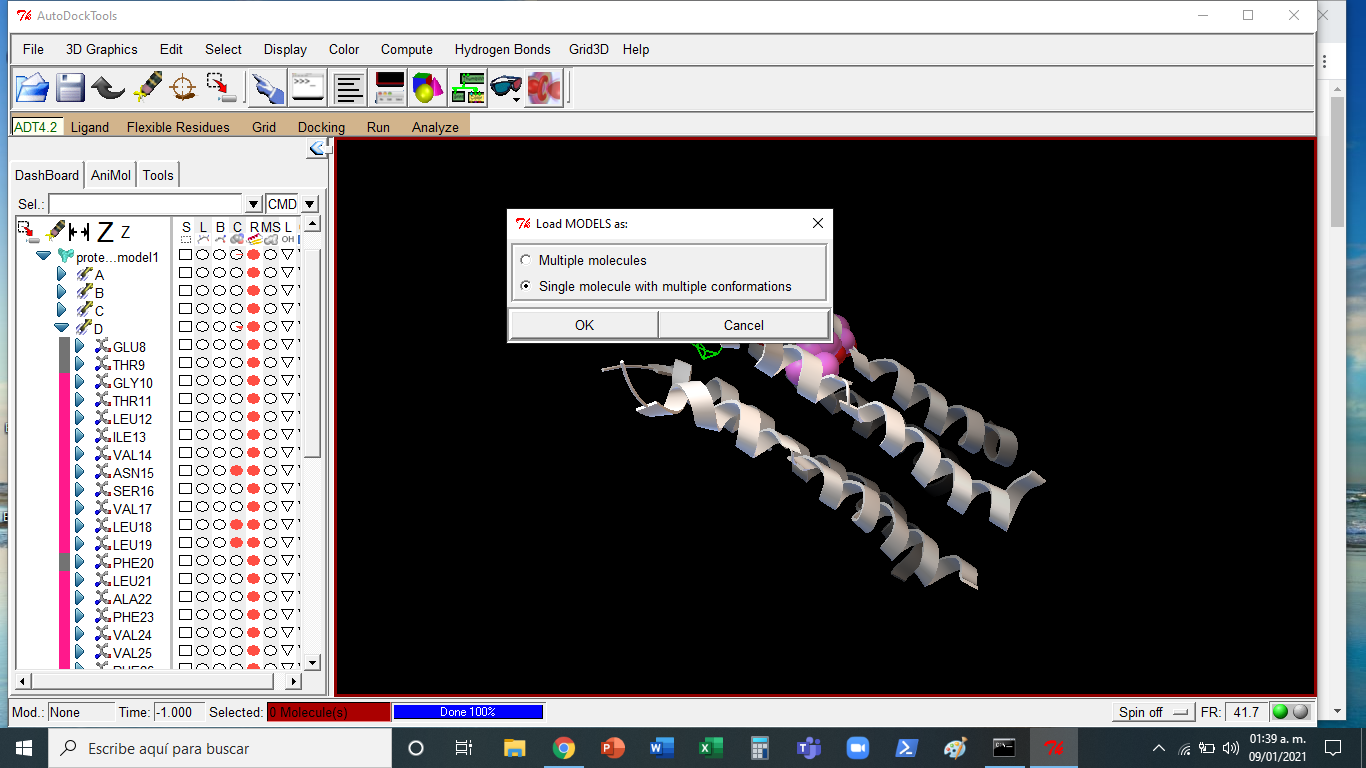 AutoDockTools
File 3D Graphics Edit Select Display Color Compute Hydrogen Bonds Grid3D Help
ADT4.2 Ligand Flexible Residues Grid Docking Run Analyze
DashBoard AniMol Tools
Sel.: CMD
Z Z S L B C R MS L
OH
prote...model1
A
B
C
D
GLU8
THR9
GLY10
THR11
LEU12
ILE13
VAL14
ASN15
SER16
VAL17
LEU18
LEU19
PHE20
LEU21
ALA22
PHE23
VAL24
VAL25
Load MODELS as:
Multiple molecules
Single molecule with multiple conformations
OK Cancel
Mod.: None Time: -1.000 Selected: 0 Molecule(s) Done 100% Spin off FR: 41.7
Escribe aquí para buscar
01:39 a. m.
09/01/2021